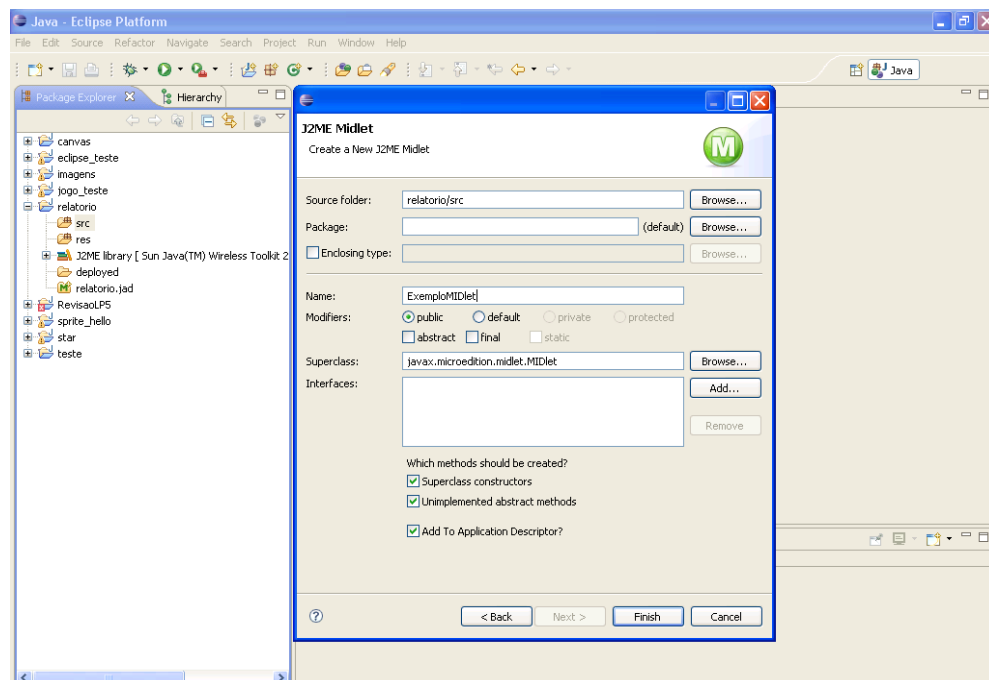 Java - Eclipse Platform
File Edit Source Refactor Navigate Search Project Run Window Help
Java
Package Explorer Hierarchy
canvas
eclipse_teste
imagens
jogo_teste
relatorio
src
res
J2ME library [ Sun Java(TM) Wireless Toolkit 2
deployed
relatorio.jad
RevisaoLP5
sprite_hello
star
teste
J2ME Midlet
Create a New J2ME Midlet
Source folder: relatorio/src Browse...
Package: (default) Browse...
Enclosing type: Browse...
Name: ExemploMIDlet
Modifiers: public default private protected
abstract final static
Superclass: javax.microedition.midlet.MIDlet Browse...
Interfaces: Add...
Remove
Which methods should be created?
Superclass constructors
Unimplemented abstract methods
Add To Application Descriptor?
< Back Next > Finish Cancel